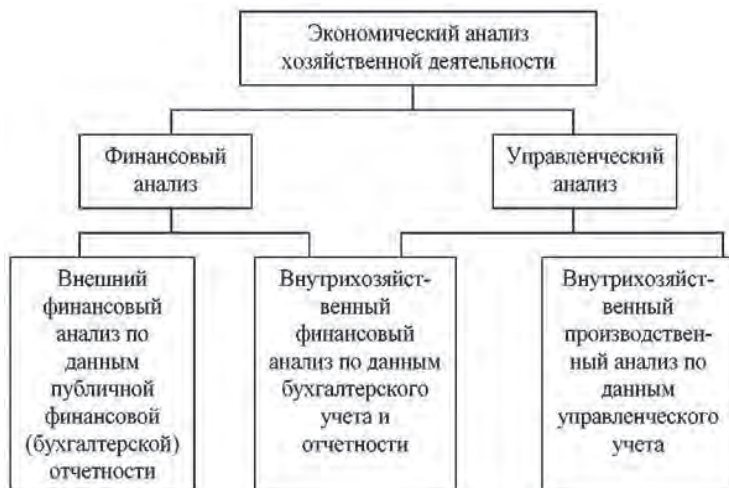 Экономический анализ
хозяйственной деятельности
Финансовый
анализ
Управленческий
анализ
Внешний
финансовый
анализ по
данным
публичной
финансовой
(бухгалтерской)
отчетности
Внутрихозяйст-
венный
финансовый
анализ по данным
бухгалтерского
учета и
отчетности
Внутрихозяйст-
венный
производствен-
ный анализ по
данным
управленческого
учета